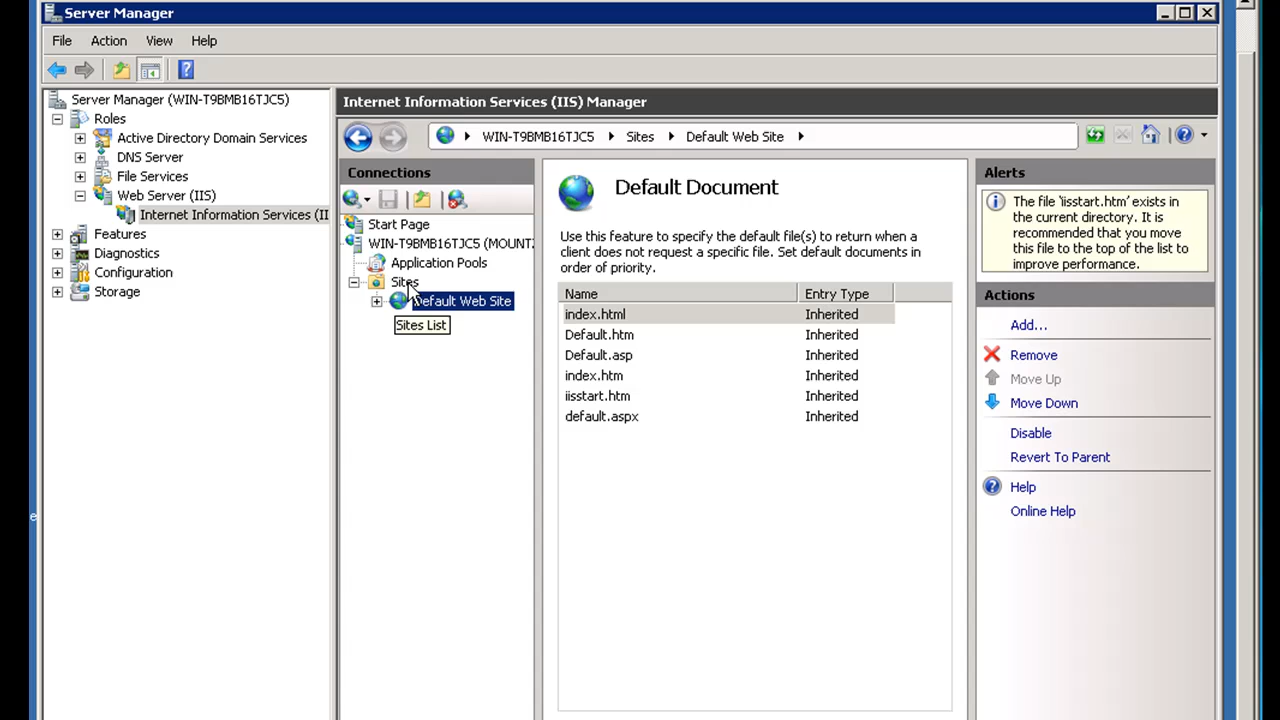 Server Manager
File Action View Help
Server Manager (WIN-T9BMB16TJC5)
Roles
Active Directory Domain Services
DNS Server
File Services
Web Server (IIS)
Internet Information Services (II
Features
Diagnostics
Configuration
Storage
Internet Information Services (IIS) Manager
WIN-T9BMB16TJC5 Sites Default Web Site
Connections
Start Page
WIN-T9BMB16TJC5 (MOUNT
Application Pools
Sites
Default Web Site
Sites List
Default Document
Use this feature to specify the default file(s) to return when a
client does not request a specific file. Set default documents in
order of priority.
Name Entry Type
index.html Inherited
Default.htm Inherited
Default.asp Inherited
index.htm Inherited
iisstart.htm Inherited
default.aspx Inherited
Alerts
The file 'iisstart.htm' exists in
the current directory. It is
recommended that you move
this file to the top of the list to
improve performance.
Actions
Add...
Remove
Move Up
Move Down
Disable
Revert To Parent
Help
Online Help
e